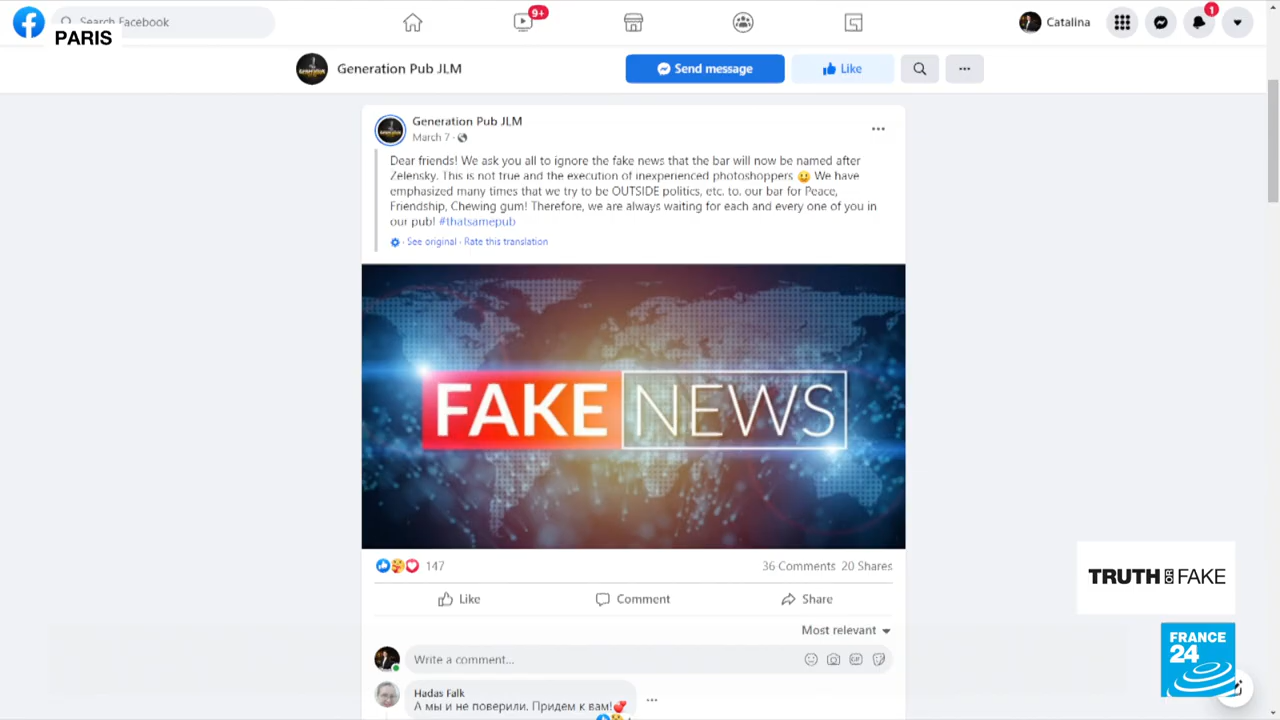 Search Facebook
9+
Catalina
1
PARIS
Generation Pub JLM
Send message
Like
Generation Pub JLM
March 7
Dear friends! We ask you all to ignore the fake news that the bar will now be named after
Zelensky. This is not true and the execution of inexperienced photoshoppers 😃 We have
emphasized many times that we try to be OUTSIDE politics, etc. to. our bar for Peace,
Friendship, Chewing gum! Therefore, we are always waiting for each and every one of you in
our pub! #thatsamepub
· See original · Rate this translation
FAKE NEWS
147
36 Comments 20 Shares
Like
Comment
Share
TRUTH OR FAKE
Most relevant
Write a comment...
GIF
FRANCE
24
Hadas Falk
А мы и не поверили. Придем к вам!💕